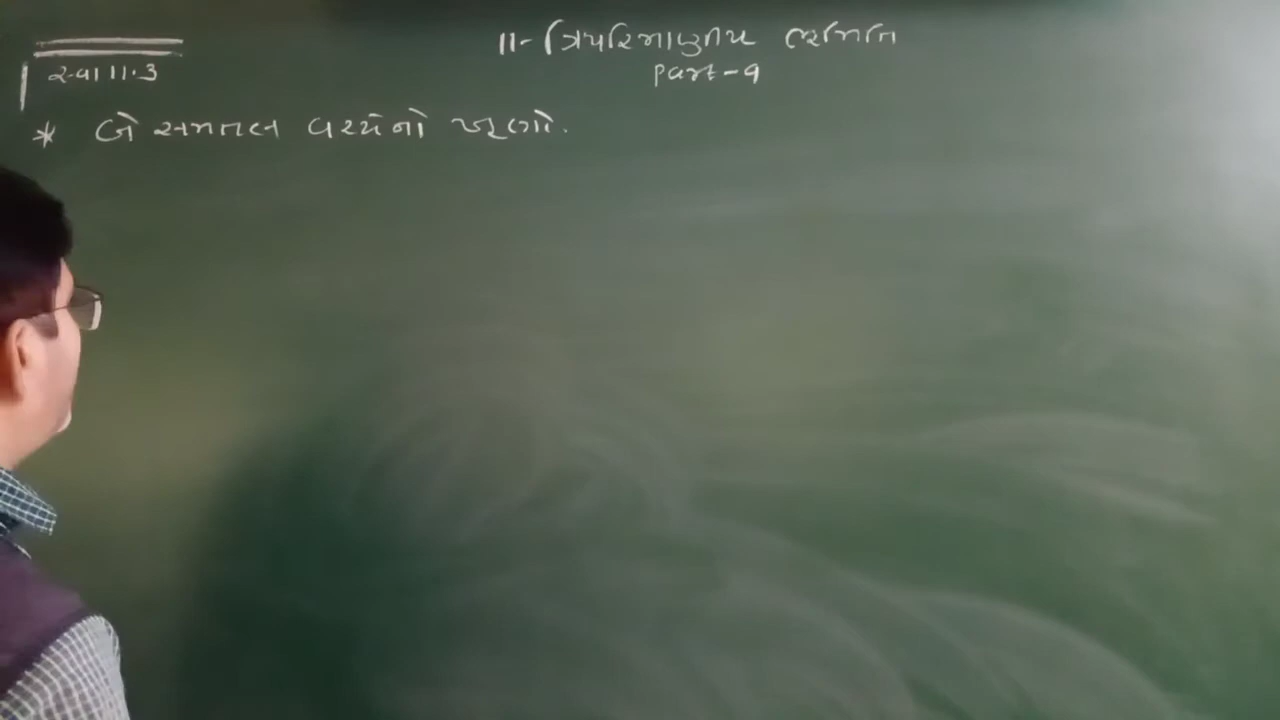 11- ત્રિપરિમાણીય ભૂમિતિ
Part-9
સ્વા 11.3
* બે સમતલ વચ્ચેનો ખૂણો.